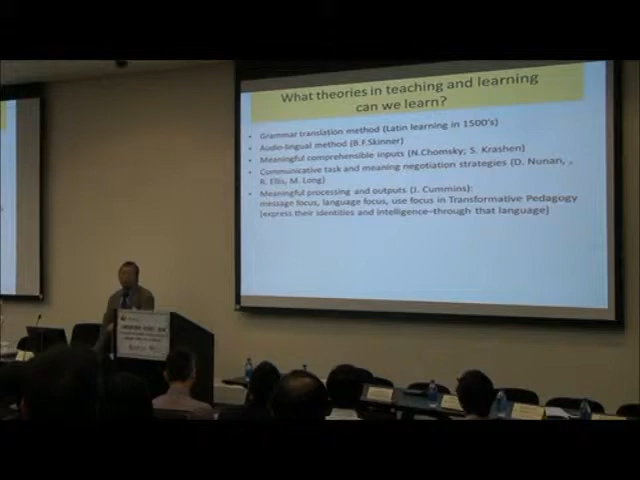 What theories in teaching and learning
can we learn?
• Grammar translation method (Latin learning in 1500's)
• Audio-lingual method (B.F.Skinner)
• Meaningful comprehensible inputs (N.Chomsky; S. Krashen)
• Communicative task and meaning negotiation strategies (D. Nunan, ,
R. Ellis, M. Long)
• Meaningful processing and outputs (J. Cummins):
message focus, language focus, use focus in Transformative Pedagogy
(express their identities and intelligence–through that language)